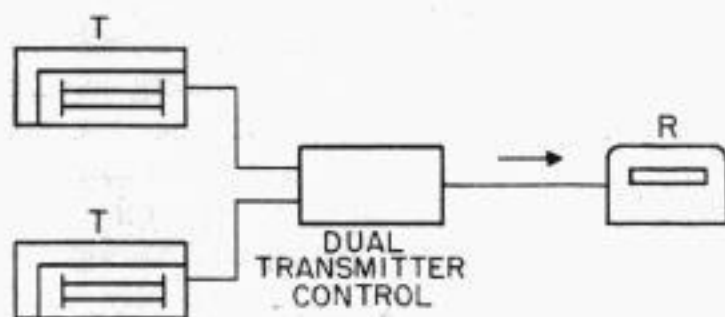 T
R
T
DUAL
TRANSMITTER
CONTROL